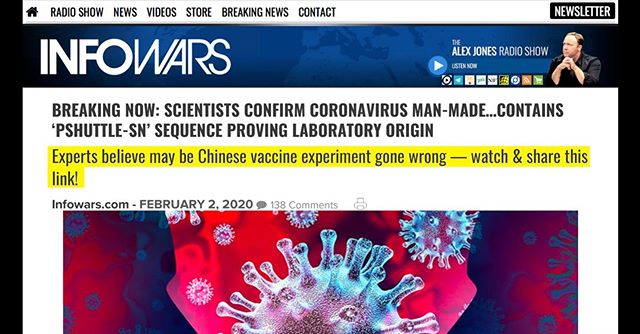 RADIO SHOW NEWS VIDEOS STORE BREAKING NEWS CONTACT NEWSLETTER
INFOWARS
THE
ALEX JONES RADIO SHOW
LISTEN NOW
BREAKING NOW: SCIENTISTS CONFIRM CORONAVIRUS MAN-MADE...CONTAINS
‘PSHUTTLE-SN’ SEQUENCE PROVING LABORATORY ORIGIN
Experts believe may be Chinese vaccine experiment gone wrong — watch & share this
link!
Infowars.com - FEBRUARY 2, 2020 138 Comments